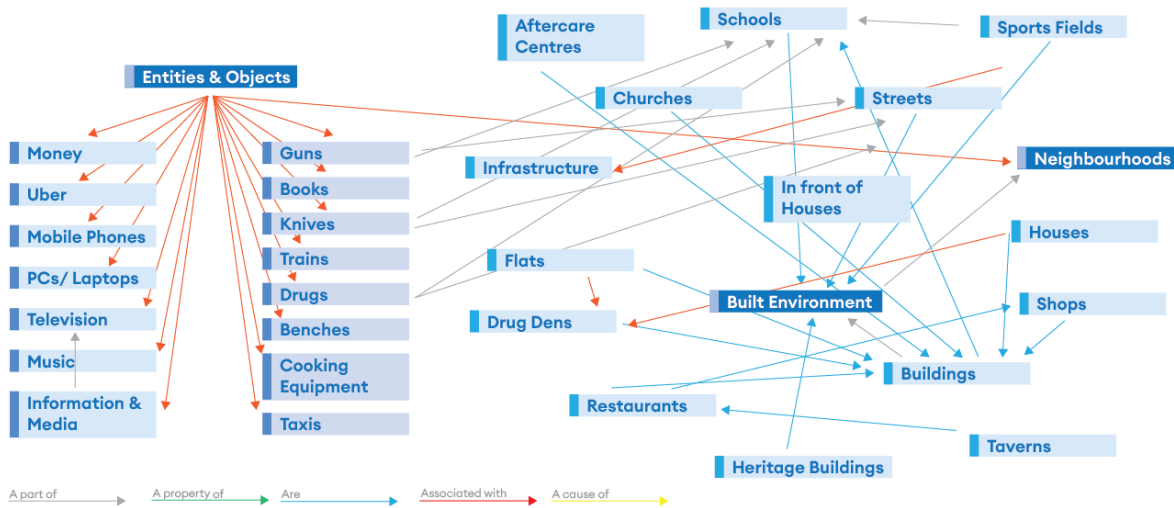 Aftercare
Centres
Schools
Sports Fields
Entities & Objects
Churches
Streets
Money
Guns
Infrastructure
Neighbourhoods
Uber
Books
In front of
Houses
Mobile Phones
Knives
Houses
PCs/ Laptops
Trains
Flats
Television
Drugs
Built Environment
Shops
Drug Dens
Benches
Music
Cooking
Equipment
Buildings
Information &
Media
Restaurants
Taxis
Taverns
Heritage Buildings
A part of
A property of
Are
Associated with
A cause of